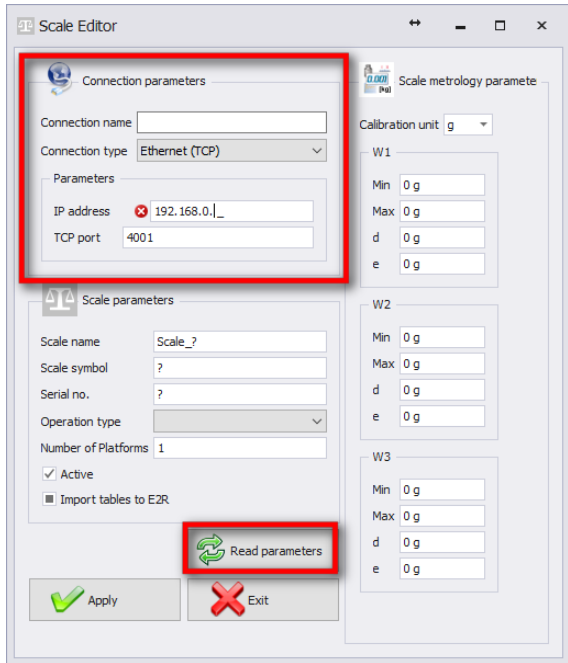 Scale Editor
Connection parameters
Connection name
Connection type Ethernet (TCP)
Parameters
IP address 192.168.0. _
TCP port 4001
Scale parameters
Scale name Scale_?
Scale symbol ?
Serial no. ?
Operation type
Number of Platforms 1
Active
Import tables to E2R
Read parameters
Apply
Exit
0.001
[kg]
Scale metrology paramete
Calibration unit g
W1
Min 0 g
Max 0 g
d 0 g
e 0 g
W2
Min 0 g
Max 0 g
d 0 g
e 0 g
W3
Min 0 g
Max 0 g
d 0 g
e 0 g